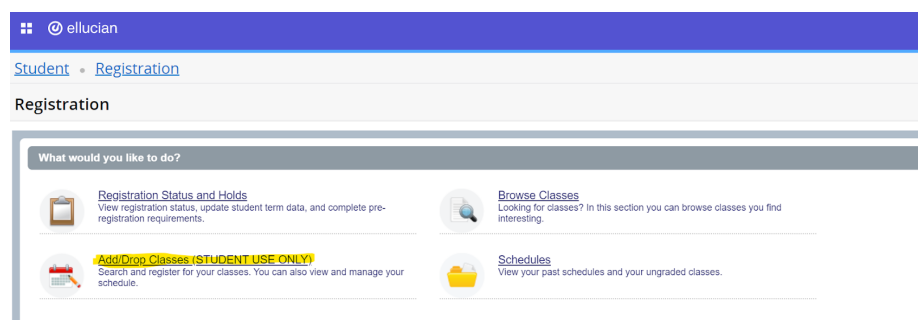 ellucian
Student • Registration
Registration
What would you like to do?
Registration Status and Holds
View registration status, update student term data, and complete pre-
registration requirements.
Browse Classes
Looking for classes? In this section you can browse classes you find
interesting.
Add/Drop Classes (STUDENT USE ONLY)
Search and register for your classes. You can also view and manage your
schedule.
Schedules
View your past schedules and your ungraded classes.